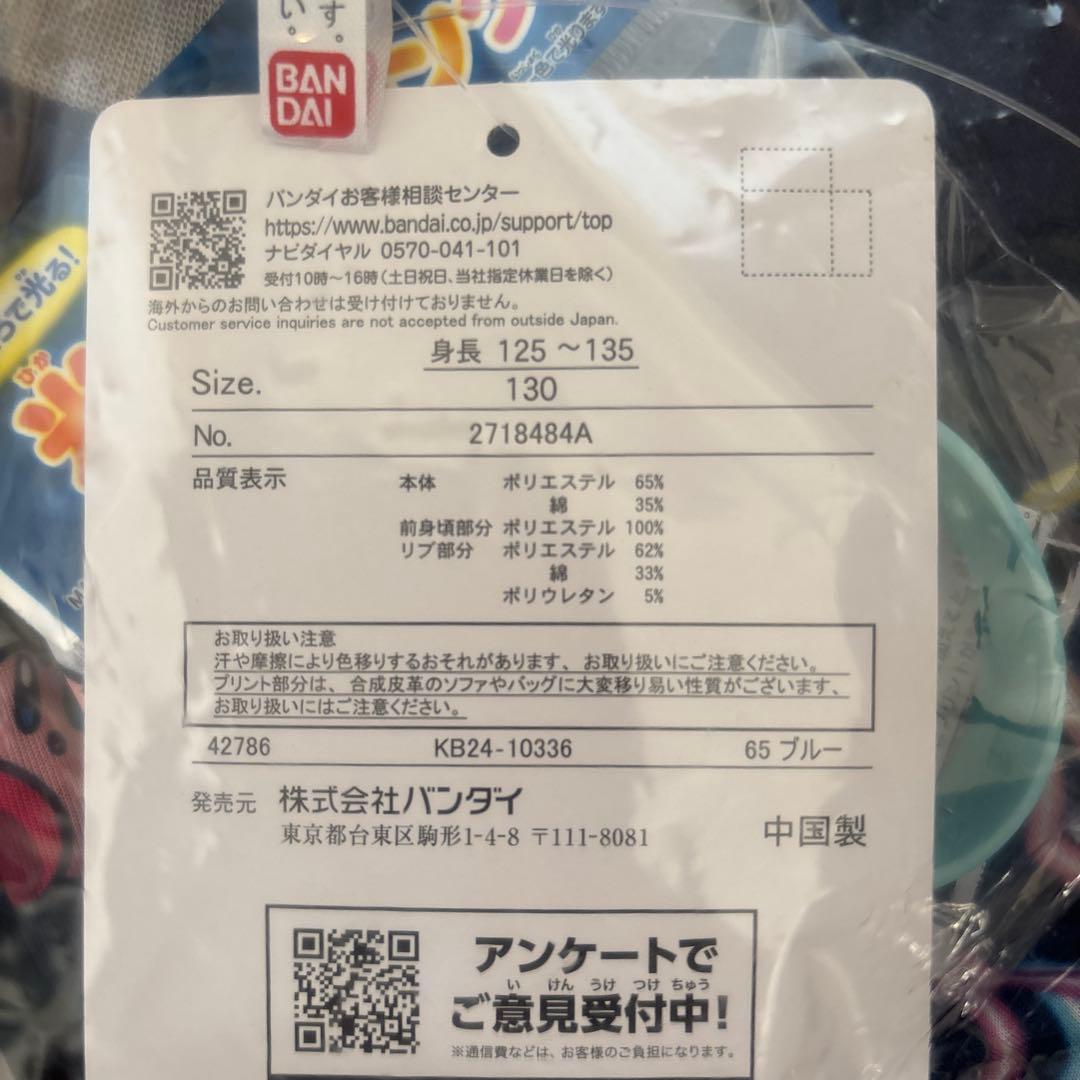 す。
い。
BAN
DAI
バンダイお客様相談センター
https://www.bandai.co.jp/support/top
ナビダイヤル 0570-041-101
受付10時～16時（土日祝日、当社指定休業日を除く）
海外からのお問い合わせは受け付けておりません。
Customer service inquiries are not accepted from outside Japan.
身長 125 ～135
Size. 130
No. 2718484A
品質表示 本体 ポリエステル 65%
綿 35%
前身頃部分 ポリエステル 100%
リブ部分 ポリエステル 62%
綿 33%
ポリウレタン 5%
お取り扱い注意
汗や摩擦により色移りするおそれがあります、お取り扱いにご注意ください。
プリント部分は、合成皮革のソファやバッグに大変移り易い性質がございます、
お取り扱いにはご注意ください。
42786 KB24-10336 65 ブルー
発売元 株式会社バンダイ
東京都台東区駒形1-4-8 〒111-8081
中国製
アンケートで
い けん うけ つけ ちゅう
ご意見受付中!
※通信費などは、お客様のご負担になります。
で光る!
ひか